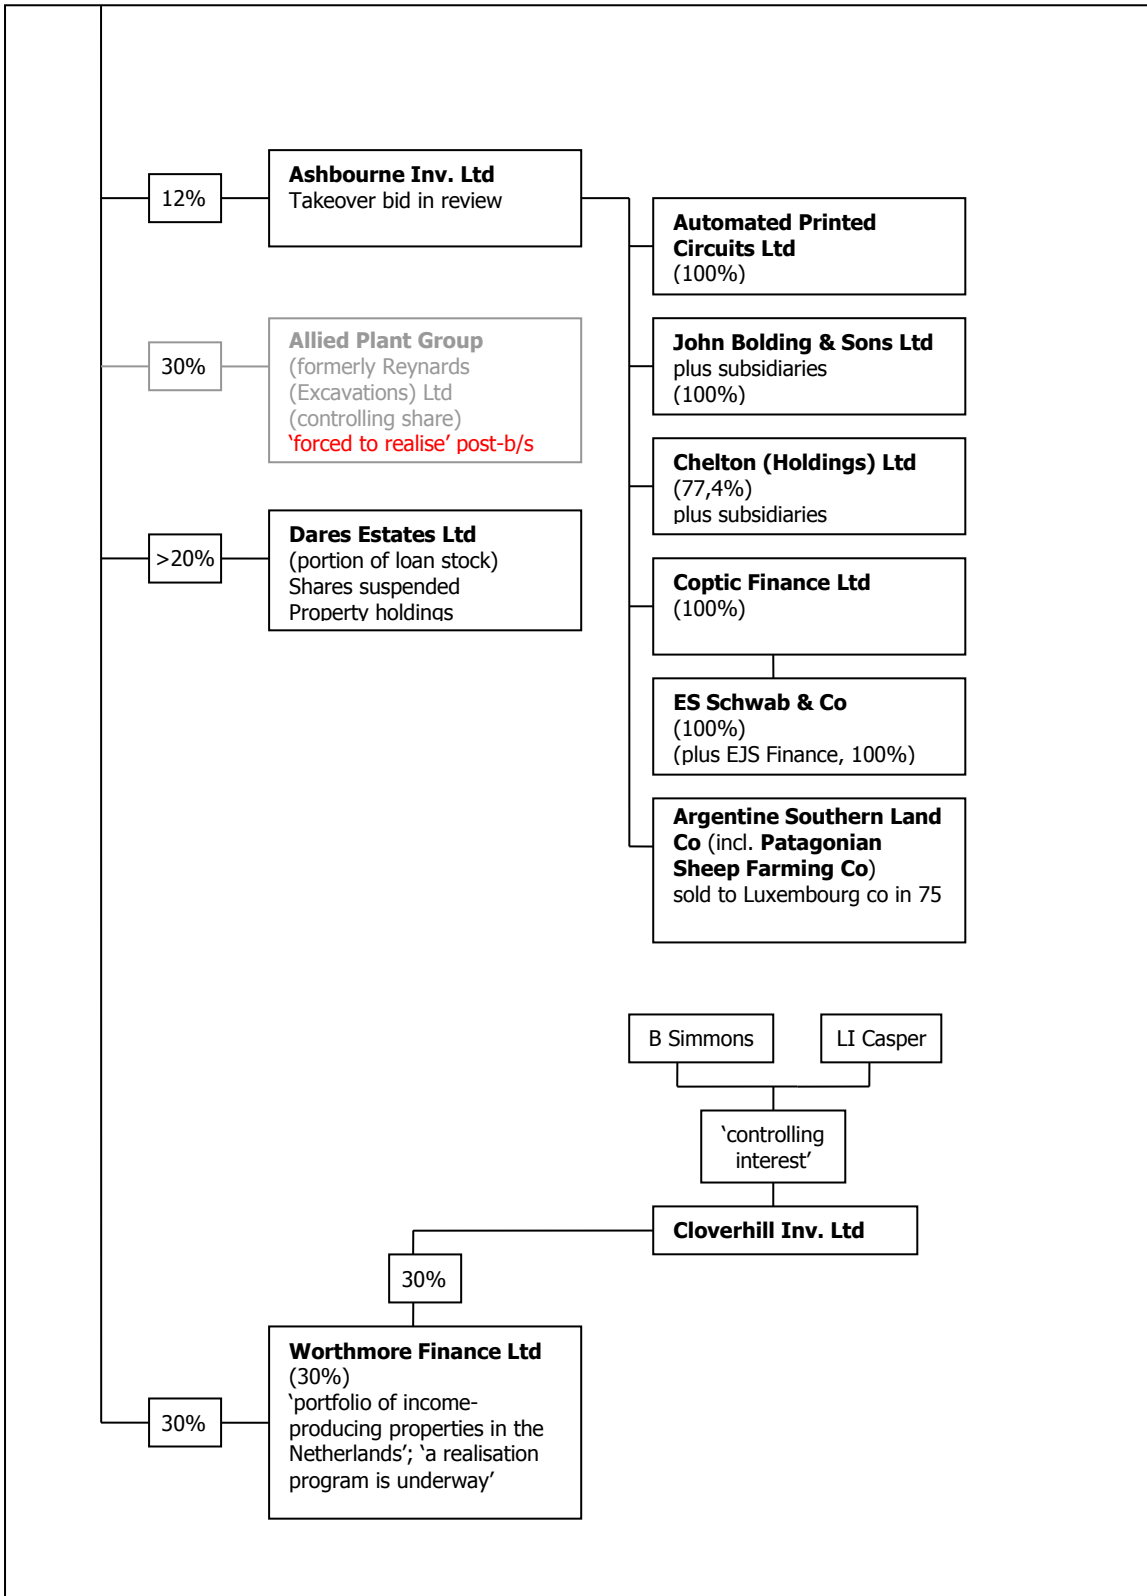 12%
Ashbourne Inv. Ltd
Takeover bid in review
Automated Printed
Circuits Ltd
(100%)
30%
Allied Plant Group
(formerly Reynards
(Excavations) Ltd
(controlling share)
‘forced to realise’ post-b/s
John Bolding & Sons Ltd
plus subsidiaries
(100%)
Chelton (Holdings) Ltd
(77,4%)
plus subsidiaries
>20%
Dares Estates Ltd
(portion of loan stock)
Shares suspended
Property holdings
Coptic Finance Ltd
(100%)
ES Schwab & Co
(100%)
(plus EJS Finance, 100%)
Argentine Southern Land
Co (incl. Patagonian
Sheep Farming Co)
sold to Luxembourg co in 75
B Simmons
LI Casper
‘controlling
interest’
Cloverhill Inv. Ltd
30%
30%
Worthmore Finance Ltd
(30%)
‘portfolio of income-
producing properties in the
Netherlands’; ‘a realisation
program is underway’